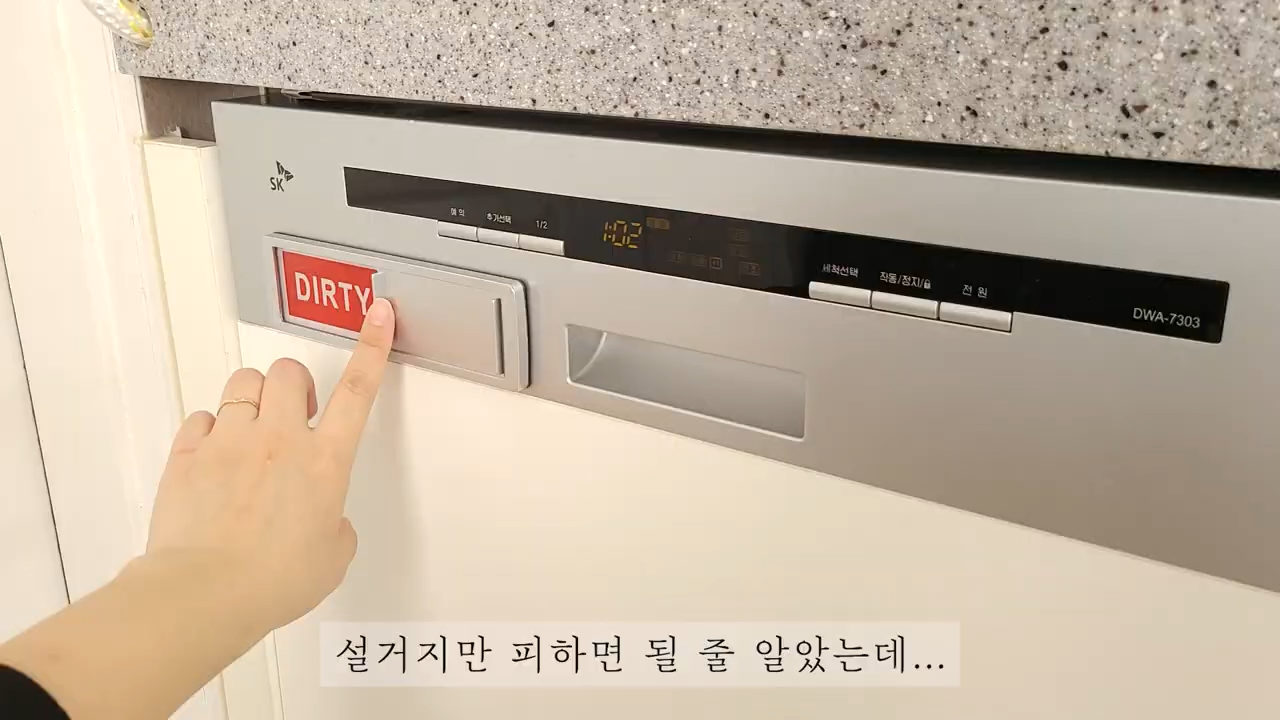 SK
예 약
추가선택
1/2
1:02
세척선택
작동/정지/
전 원
DWA-7303
DIRTY
설거지만 피하면 될 줄 알았는데...